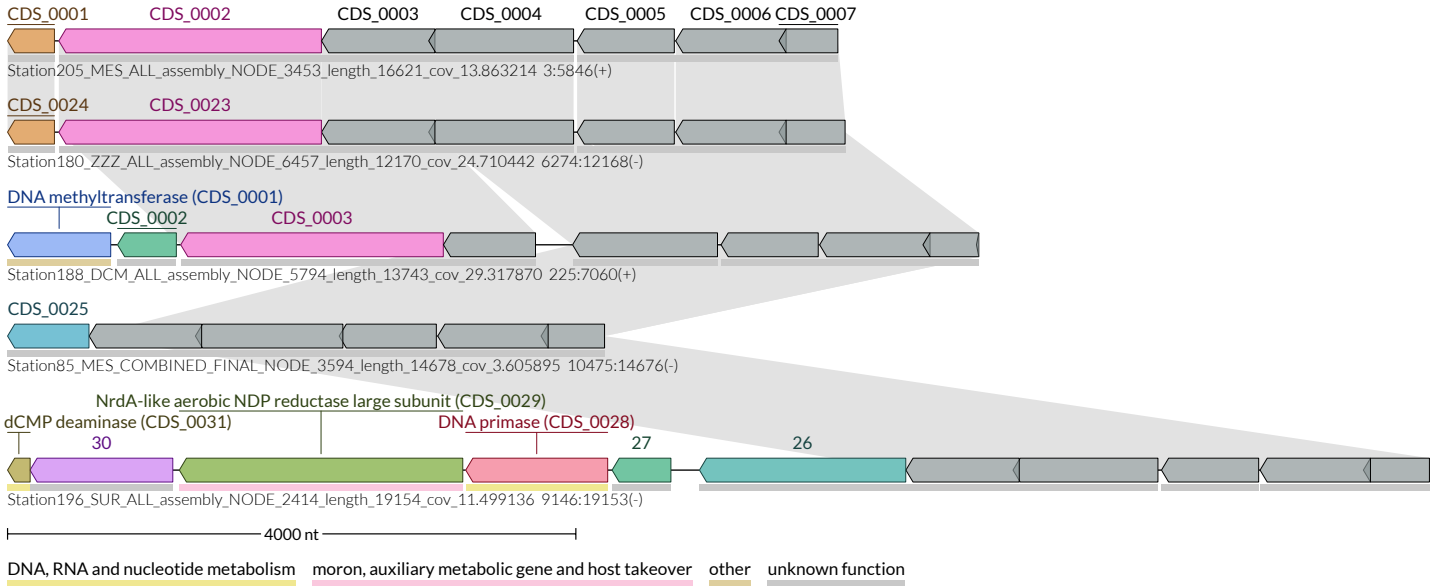 CDS_0001 CDS_0002 CDS_0003 CDS_0004 CDS_0005 CDS_0006 CDS_0007
Station205_MES_ALL_assembly_NODE_3453_length_16621_cov_13.863214 3:5846(+)
CDS_0024 CDS_0023
Station180_ZZZ_ALL_assembly_NODE_6457_length_12170_cov_24.710442 6274:12168(-)
DNA methyltransferase (CDS_0001)
CDS_0002 CDS_0003
Station188_DCM_ALL_assembly_NODE_5794_length_13743_cov_29.317870 225:7060(+)
CDS_0025
Station85_MES_COMBINED_FINAL_NODE_3594_length_14678_cov_3.605895 10475:14676(-)
NrdA-like aerobic NDP reductase large subunit (CDS_0029)
dCMP deaminase (CDS_0031) DNA primase (CDS_0028)
30 27 26
Station196_SUR_ALL_assembly_NODE_2414_length_19154_cov_11.499136 9146:19153(-)
4000 nt
DNA, RNA and nucleotide metabolism moron, auxiliary metabolic gene and host takeover other unknown function